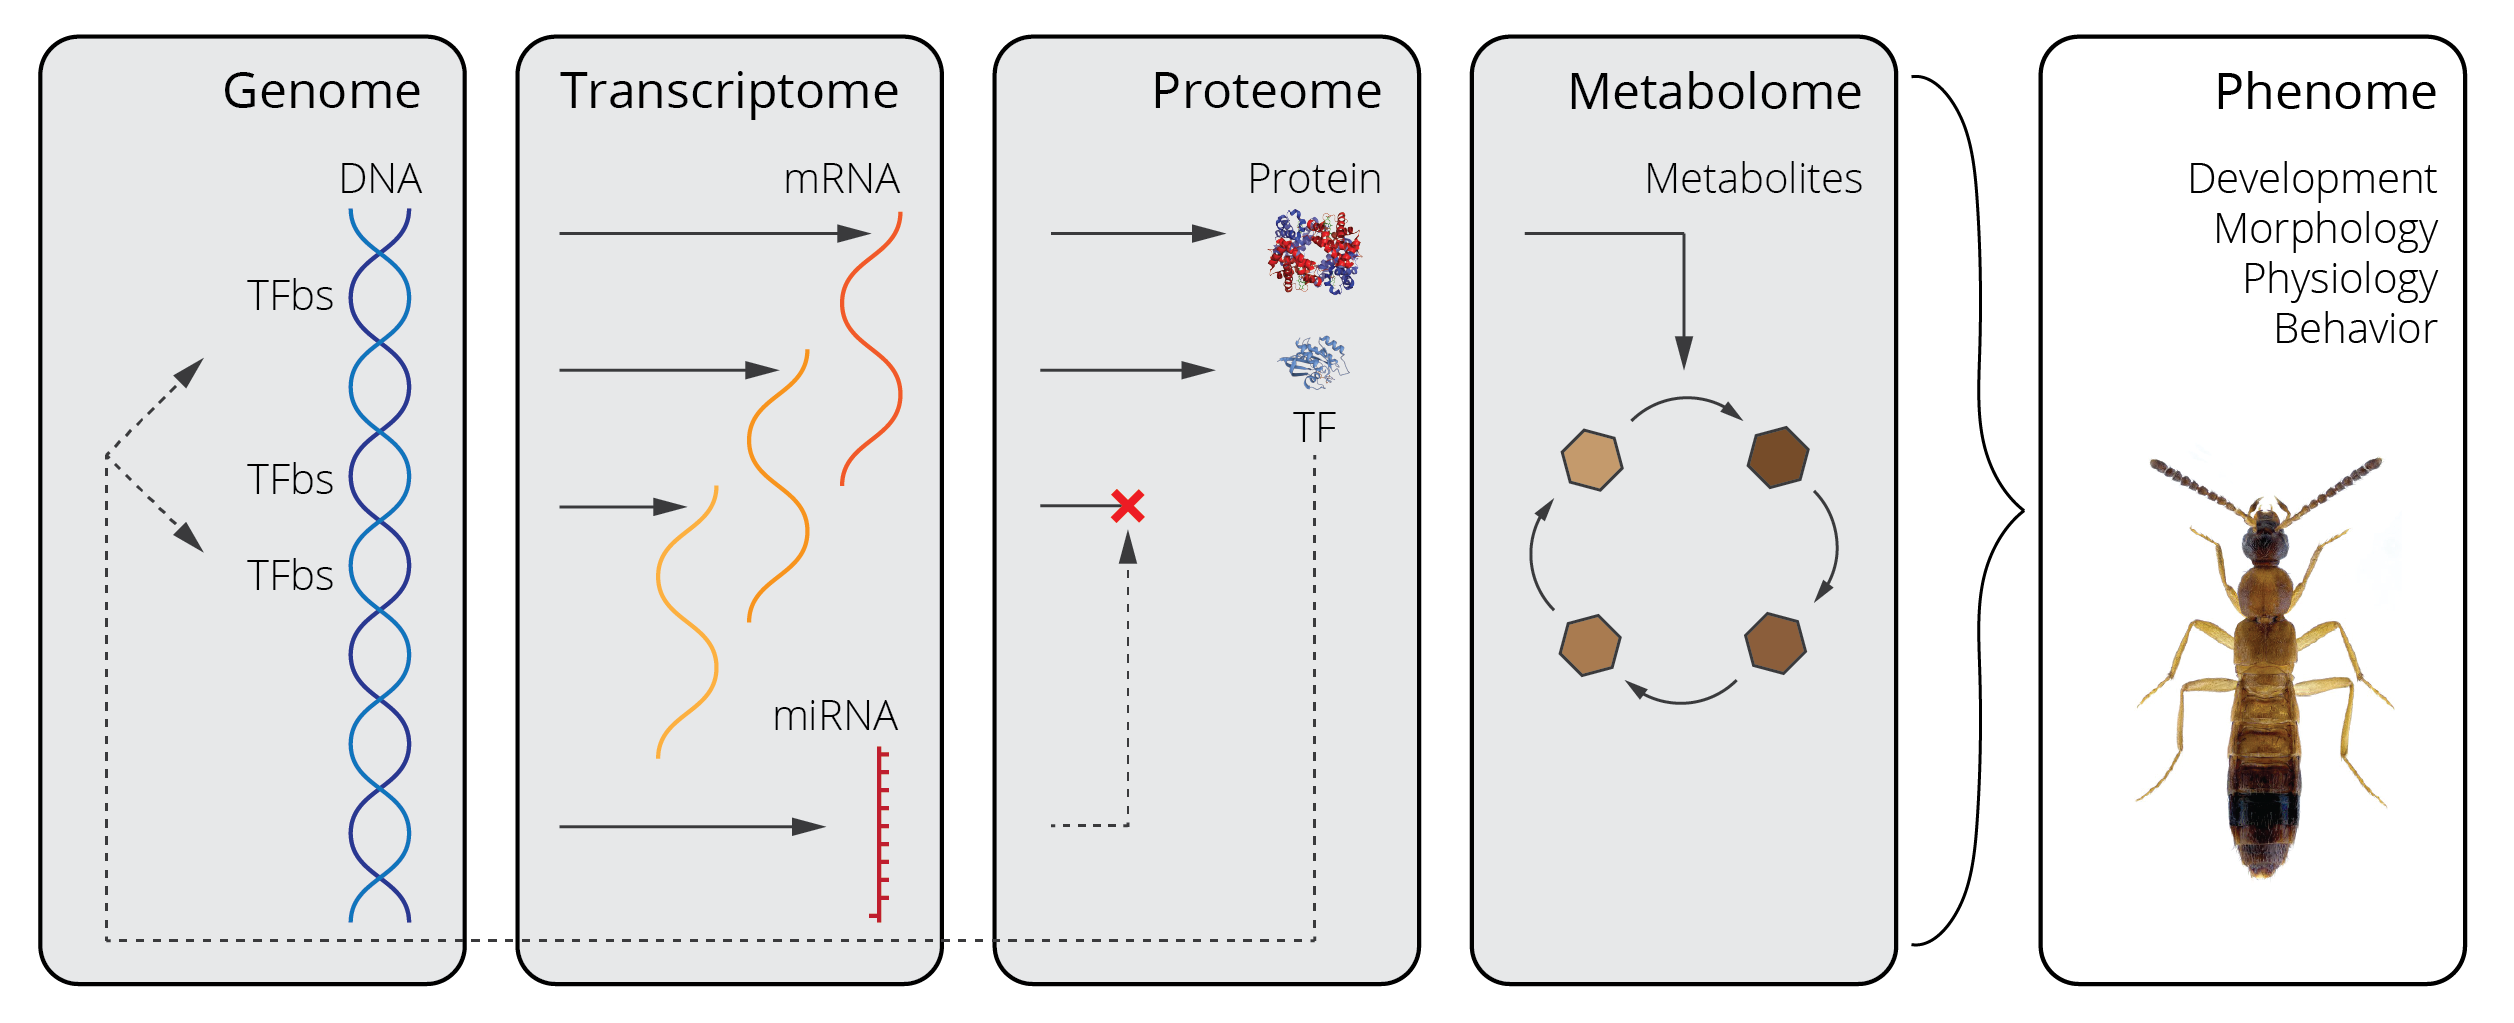 Genome
DNA
TFbs
TFbs
TFbs
Transcriptome
mRNA
miRNA
Proteome
Protein
TF
Metabolome
Metabolites
Phenome
Development
Morphology
Physiology
Behavior